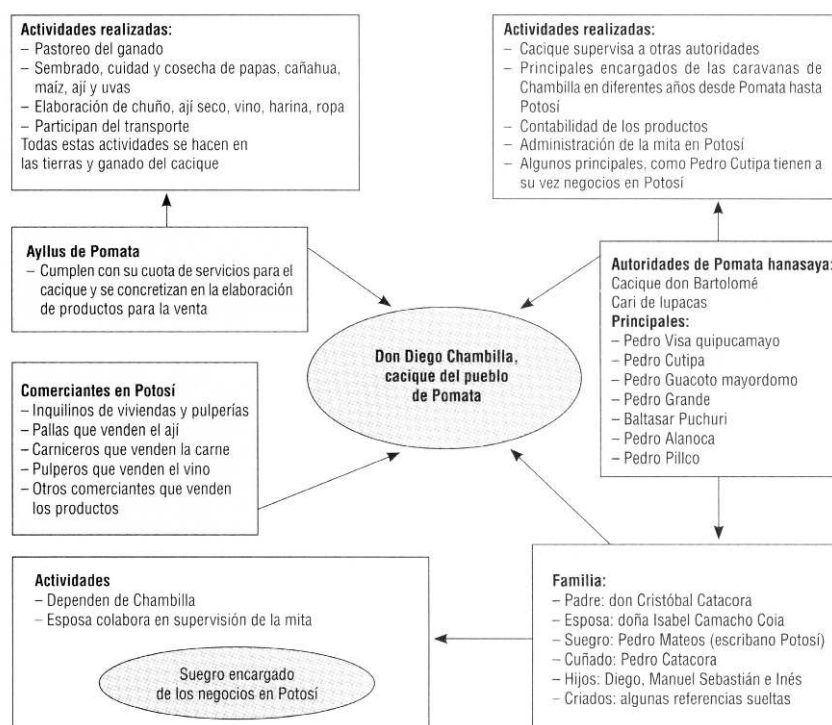 Actividades realizadas:
– Pastoreo del ganado
– Sembrado, cuidad y cosecha de papas, cañahua,
maíz, ají y uvas
– Elaboración de chuño, ají seco, vino, harina, ropa
– Participan del transporte
Todas estas actividades se hacen en
las tierras y ganado del cacique
Actividades realizadas:
– Cacique supervisa a otras autoridades
– Principales encargados de las caravanas de
Chambilla en diferentes años desde Pomata hasta
Potosí
– Contabilidad de los productos
– Administración de la mita en Potosí
– Algunos principales, como Pedro Cutipa tienen a
su vez negocios en Potosí
Ayllus de Pomata
– Cumplen con su cuota de servicios para el
cacique y se concretizan en la elaboración
de productos para la venta
Autoridades de Pomata hanasaya:
Cacique don Bartolomé
Cari de lupacas
Principales:
– Pedro Visa quipucamayo
– Pedro Cutipa
– Pedro Guacoto mayordomo
– Pedro Grande
– Baltasar Puchuri
– Pedro Alanoca
– Pedro Pillco
Don Diego Chambilla,
cacique del pueblo
de Pomata
Comerciantes en Potosí
– Inquilinos de viviendas y pulperías
– Pallas que venden el ají
– Carniceros que venden la carne
– Pulperos que venden el vino
– Otros comerciantes que venden
los productos
Actividades
– Dependen de Chambilla
– Esposa colabora en supervisión de la mita
Suegro encargado
de los negocios en Potosí
Familia:
– Padre: don Cristóbal Catacora
– Esposa: doña Isabel Camacho Coia
– Suegro: Pedro Mateos (escribano Potosí)
– Cuñado: Pedro Catacora
– Hijos: Diego, Manuel Sebastián e Inés
– Criados: algunas referencias sueltas